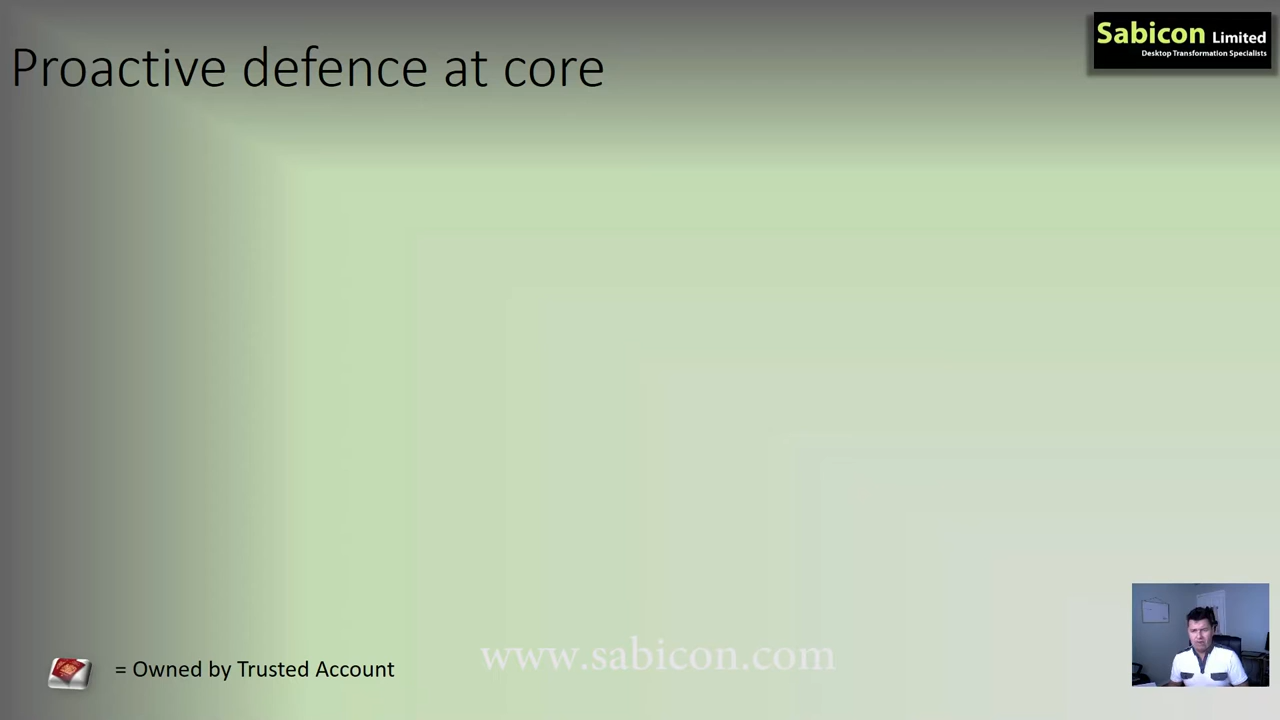 Proactive defence at core
Sabicon Limited
Desktop Transformation Specialists
= Owned by Trusted Account
www.sabicon.com